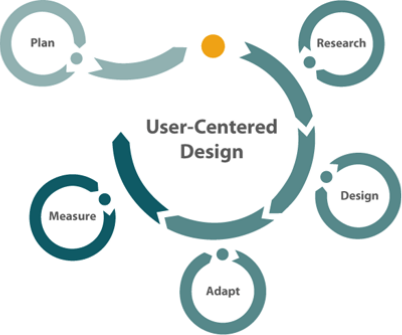 Plan
Research
User-Centered
Design
Design
Measure
Adapt